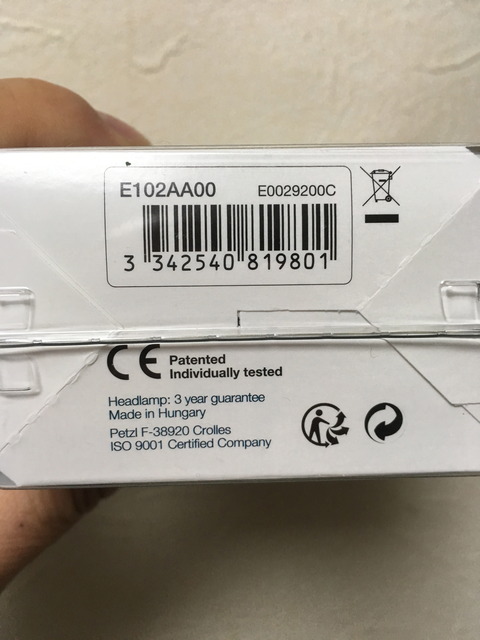 E102AA00 E0029200C
3 342540 819801
CE Patented
Individually tested
Headlamp: 3 year guarantee
Made in Hungary
Petzl F-38920 Crolles
ISO 9001 Certified Company